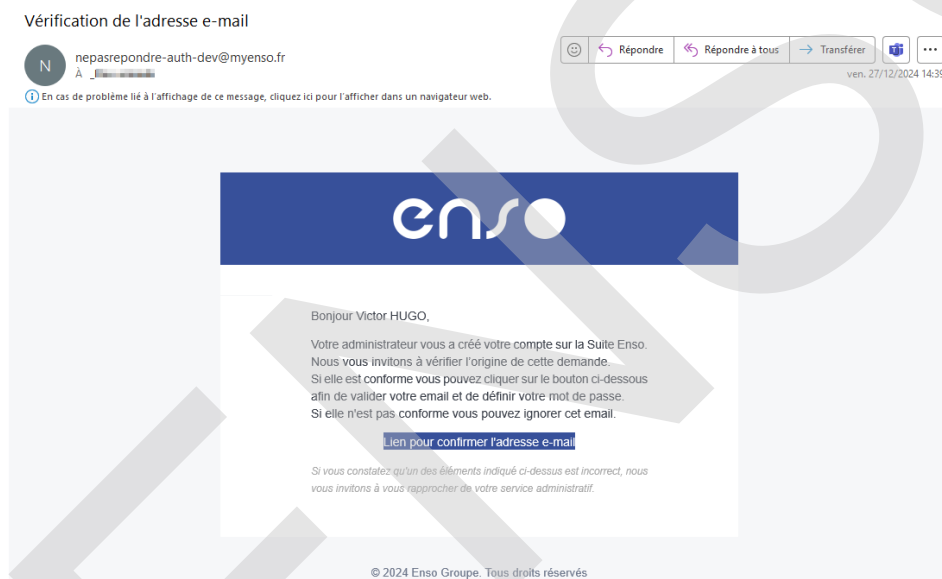 Vérification de l'adresse e-mail
N
nepasrepondre-auth-dev@myenso.fr
À
Répondre
Répondre à tous
Transférer
ven. 27/12/2024 14:39
En cas de problème lié à l'affichage de ce message, cliquez ici pour l'afficher dans un navigateur web.
enso
Bonjour Victor HUGO,
Votre administrateur vous a créé votre compte sur la Suite Enso.
Nous vous invitons à vérifier l'origine de cette demande.
Si elle est conforme vous pouvez cliquer sur le bouton ci-dessous
afin de valider votre email et de définir votre mot de passe.
Si elle n'est pas conforme vous pouvez ignorer cet email.
Lien pour confirmer l'adresse e-mail
Si vous constatez qu'un des éléments indiqué ci-dessus est incorrect, nous
vous invitons à vous rapprocher de votre service administratif.
© 2024 Enso Groupe. Tous droits réservés